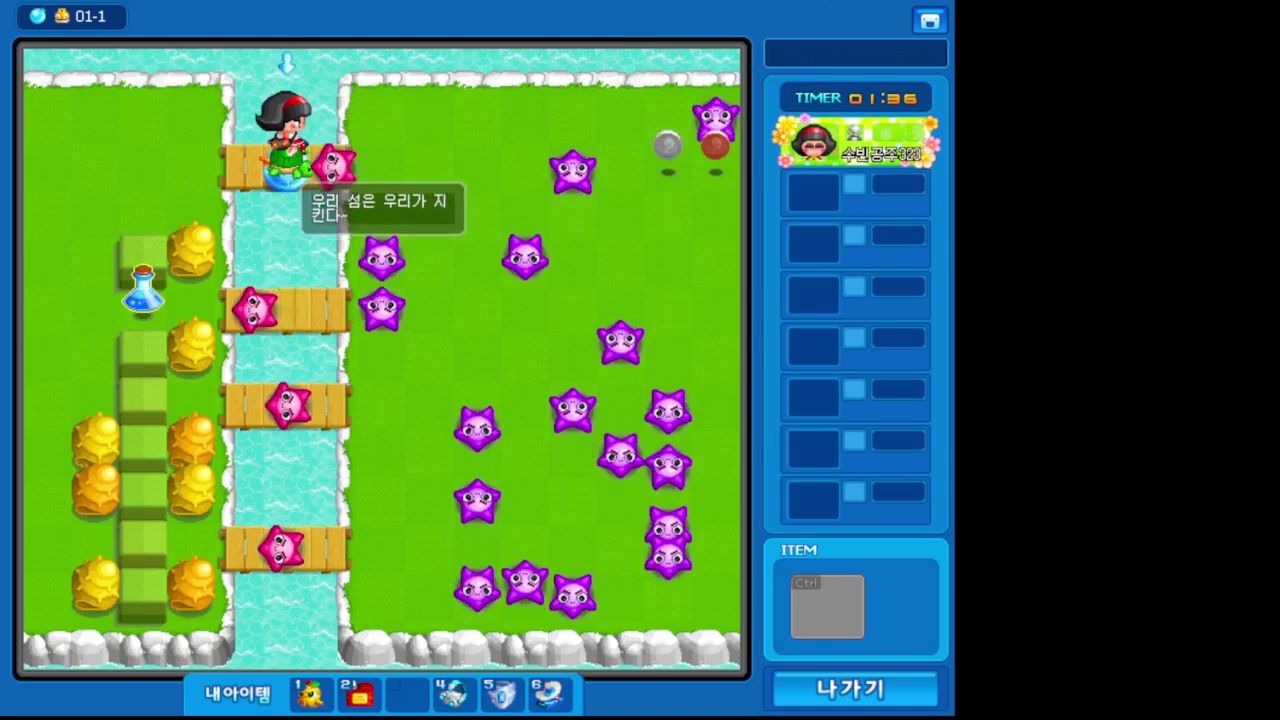 01-1
TIMER 01:36
수빈공주323
우리 섬은 우리가 지
킨다~
ITEM
Ctrl
내아이템
1
2
4
5
6
나가기